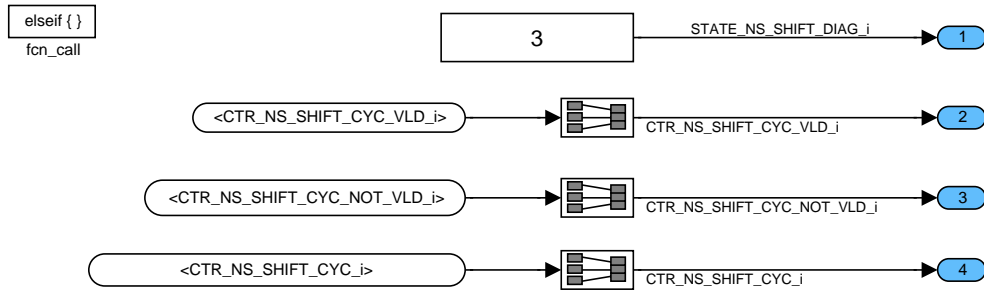 elseif { }
fcn_call
3
STATE_NS_SHIFT_DIAG_i
1
<CTR_NS_SHIFT_CYC_VLD_i>
CTR_NS_SHIFT_CYC_VLD_i
2
<CTR_NS_SHIFT_CYC_NOT_VLD_i>
CTR_NS_SHIFT_CYC_NOT_VLD_i
3
<CTR_NS_SHIFT_CYC_i>
CTR_NS_SHIFT_CYC_i
4